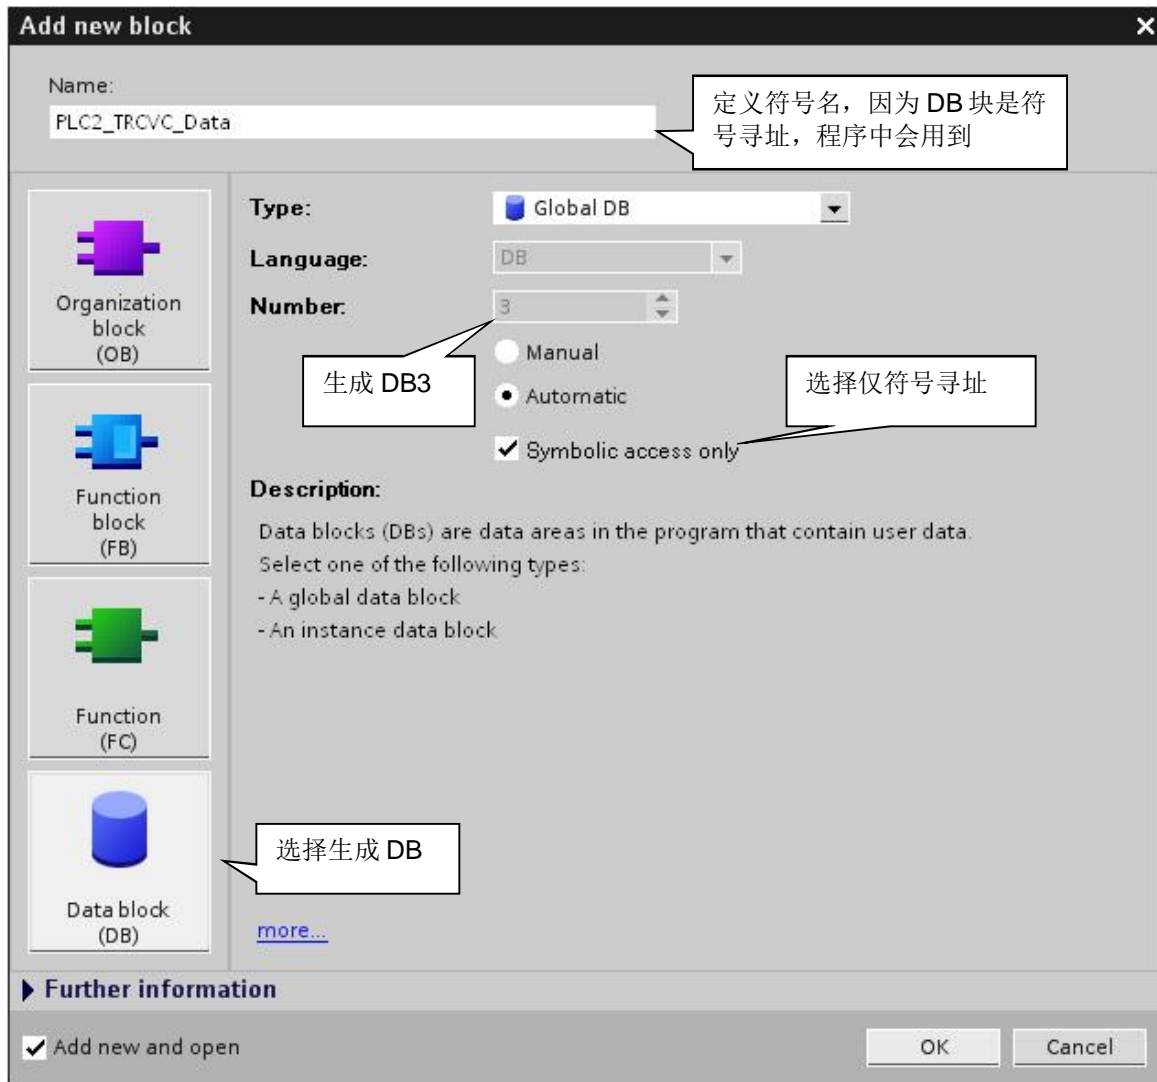 Add new block
Name:
PLC2_TRCVC_Data
定义符号名，因为 DB 块是符
号寻址，程序中会用到
Organization
block
(OB)
Function
block
(FB)
Function
(FC)
Data block
(DB)
Type:
Global DB
Language:
DB
Number:
3
生成 DB3
Manual
Automatic
选择仅符号寻址
Symbolic access only
Description:
Data blocks (DBs) are data areas in the program that contain user data.
Select one of the following types:
- A global data block
- An instance data block
选择生成 DB
more...
Further information
Add new and open
OK
Cancel